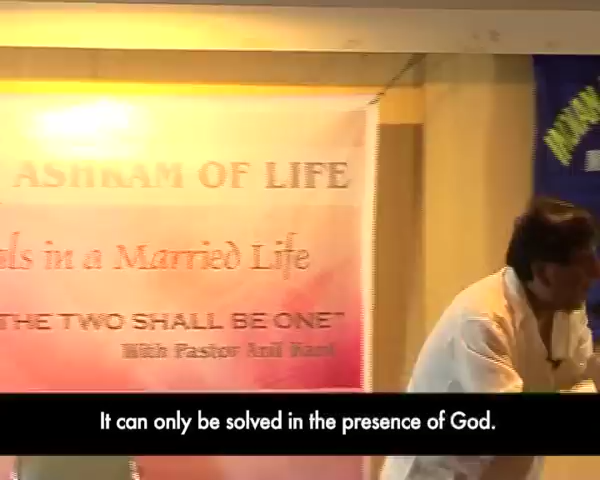 ASHRAM OF LIFE
ls in a Married Life
THE TWO SHALL BE ONE"
With Pastor Anil Kant
It can only be solved in the presence of God.